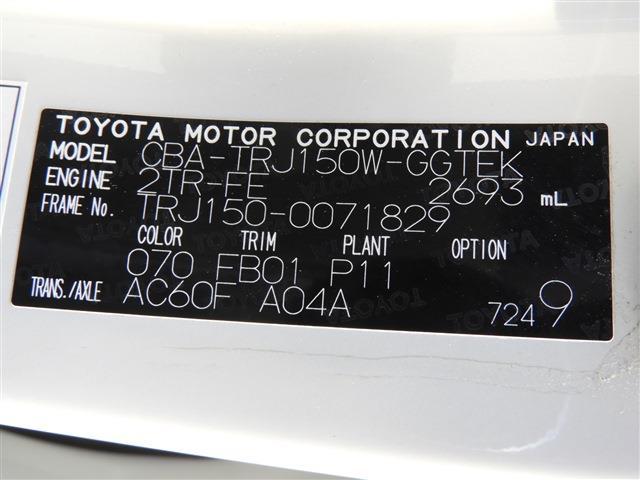 TOYOTA MOTOR CORPORATION JAPAN
MODEL CBA-TRJ150W-GGTEK
ENGINE 2TR-FE 2693 mL
FRAME No. TRJ150-0071829
COLOR TRIM PLANT OPTION
070 FB01 P11
TRANS./AXLE AC60F A04A 7249